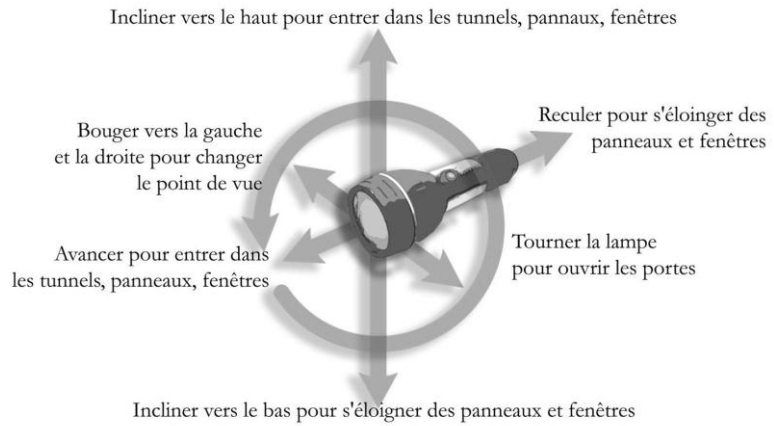 Incliner vers le haut pour entrer dans les tunnels, pannaux, fenêtres
Bouger vers la gauche
et la droite pour changer
le point de vue
Reculer pour s'éloinger des
panneaux et fenêtres
Avancer pour entrer dans
les tunnels, panneaux, fenêtres
Tourner la lampe
pour ouvrir les portes
Incliner vers le bas pour s'éloigner des panneaux et fenêtres